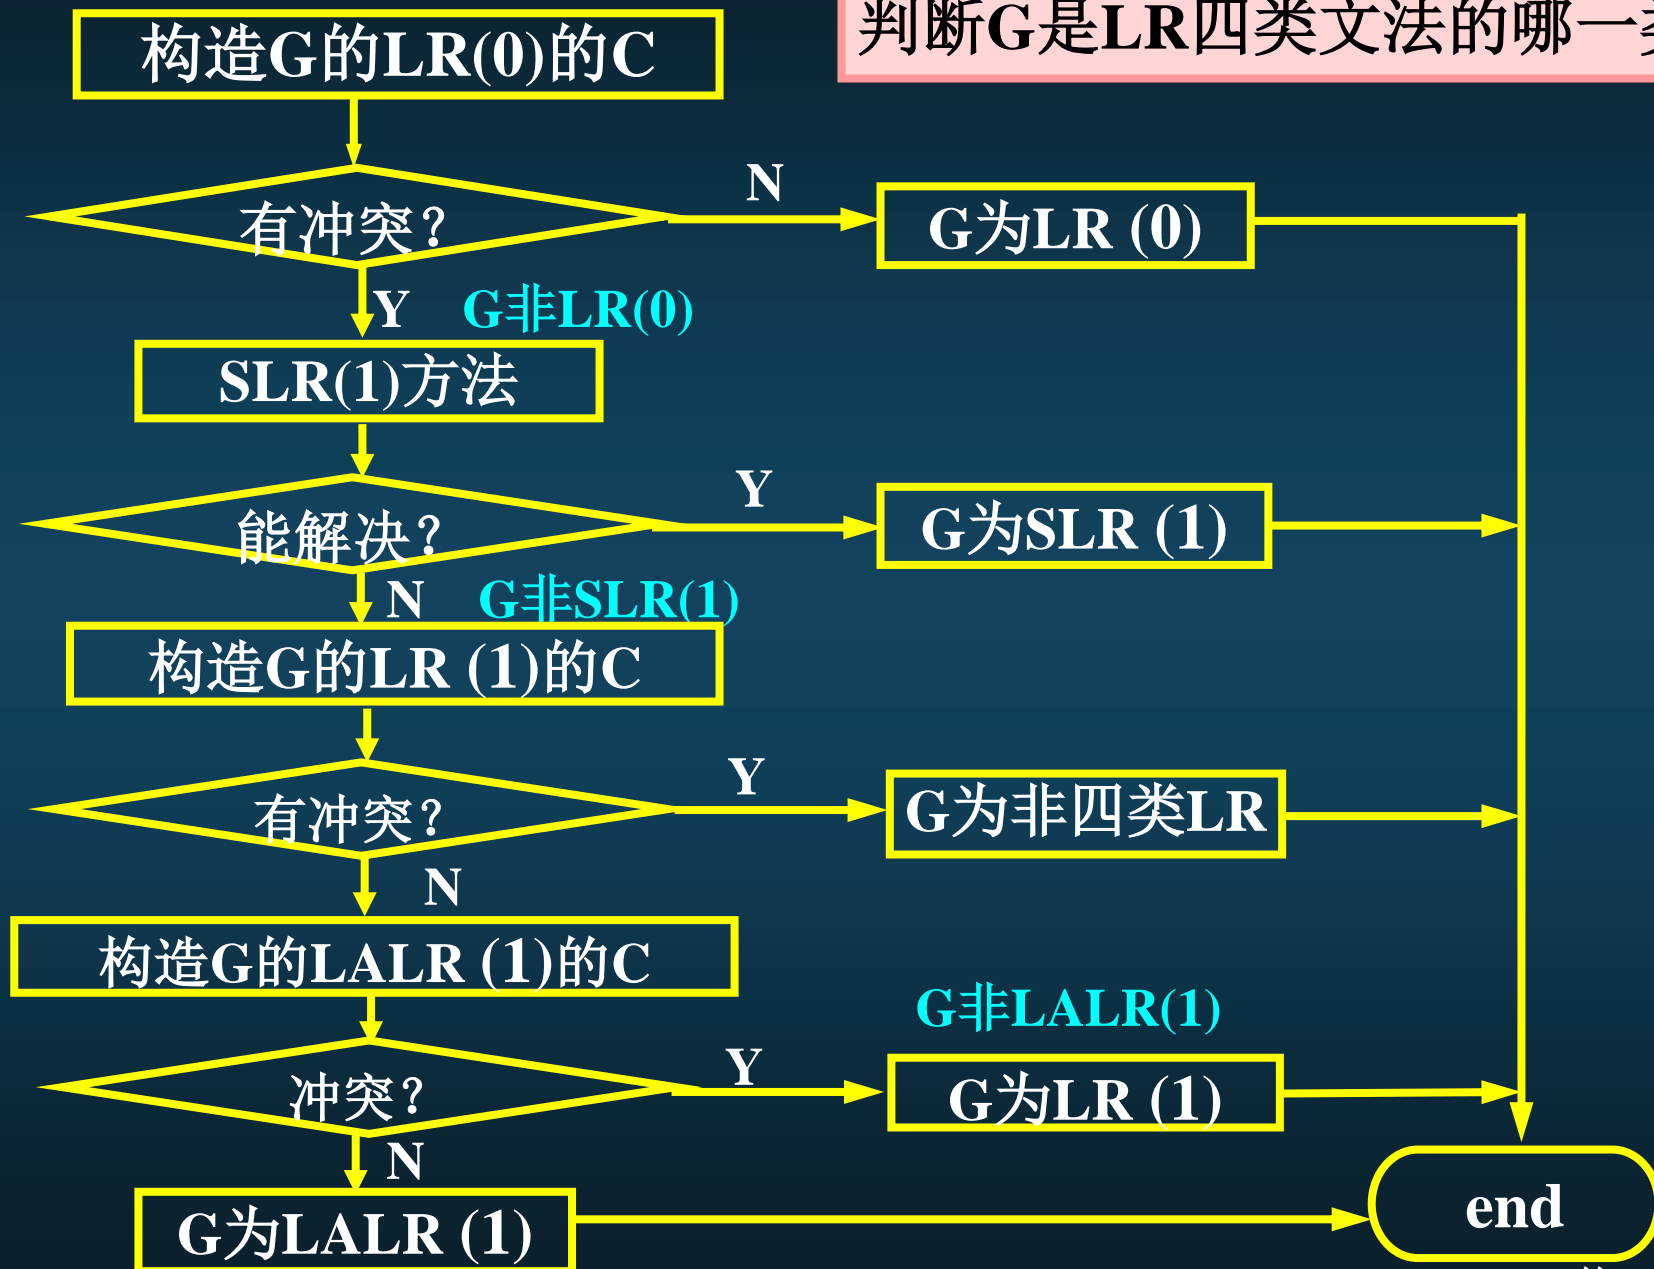 判断G是LR四类文法的哪一
构造G的LR(0)的C
有冲突?
N
G为LR (0)
Y
G非LR(0)
SLR(1)方法
能解决?
Y
G为SLR (1)
N
G非SLR(1)
构造G的LR (1)的C
有冲突?
Y
G为非四类LR
N
构造G的LALR (1)的C
G非LALR(1)
冲突?
Y
G为LR (1)
N
G为LALR (1)
end